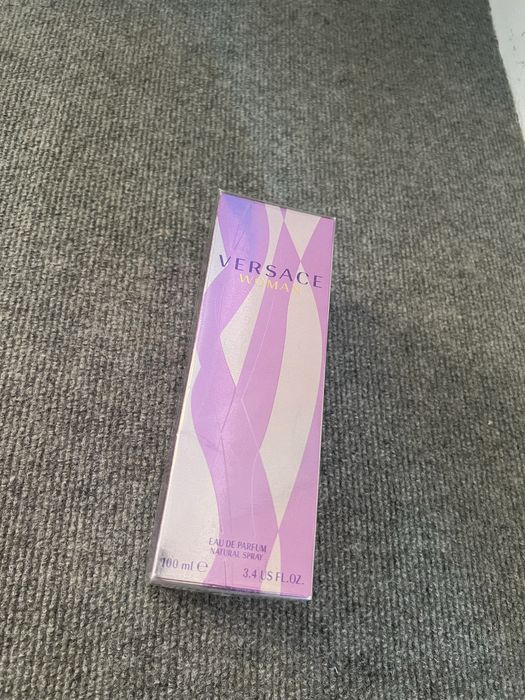 VERSACE
WOMAN
EAU DE PARFUM
NATURAL SPRAY
100 ml ℮ 3.4 US FL.OZ.